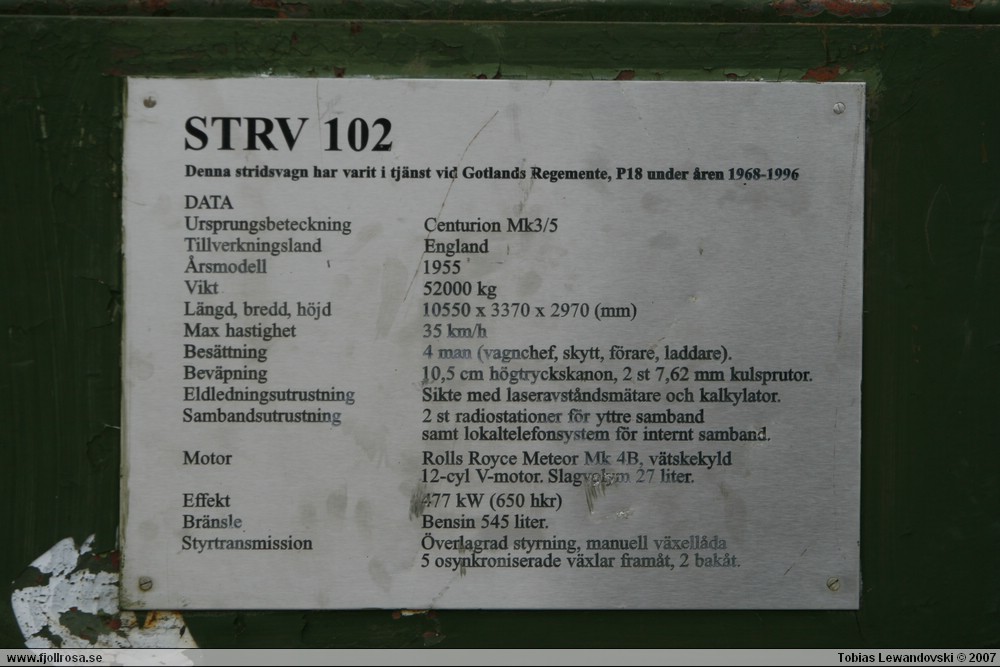 STRV 102
Denna stridsvagn har varit i tjänst vid Gotlands Regemente, P18 under åren 1968-1996
DATA
Ursprungsbeteckning Centurion Mk3/5
Tillverkningsland England
Årsmodell 1955
Vikt 52000 kg
Längd, bredd, höjd 10550 x 3370 x 2970 (mm)
Max hastighet 35 km/h
Besättning 4 man (vagnchef, skytt, förare, laddare).
Beväpning 10,5 cm högtryckskanon, 2 st 7,62 mm kulsprutor.
Eldledningsutrustning Sikte med laseravståndsmätare och kalkylator.
Sambandsutrustning 2 st radiostationer för yttre samband
samt lokaltelefonsystem för internt samband.
Motor Rolls Royce Meteor Mk 4B, vätskekyld
12-cyl V-motor. Slagvolym 27 liter.
Effekt 477 kW (650 hkr)
Bränsle Bensin 545 liter.
Styrtransmission Överlagrad styrning, manuell växellåda
5 osynkroniserade växlar framåt, 2 bakåt.
www.fjollrosa.se Tobias Lewandovski © 2007